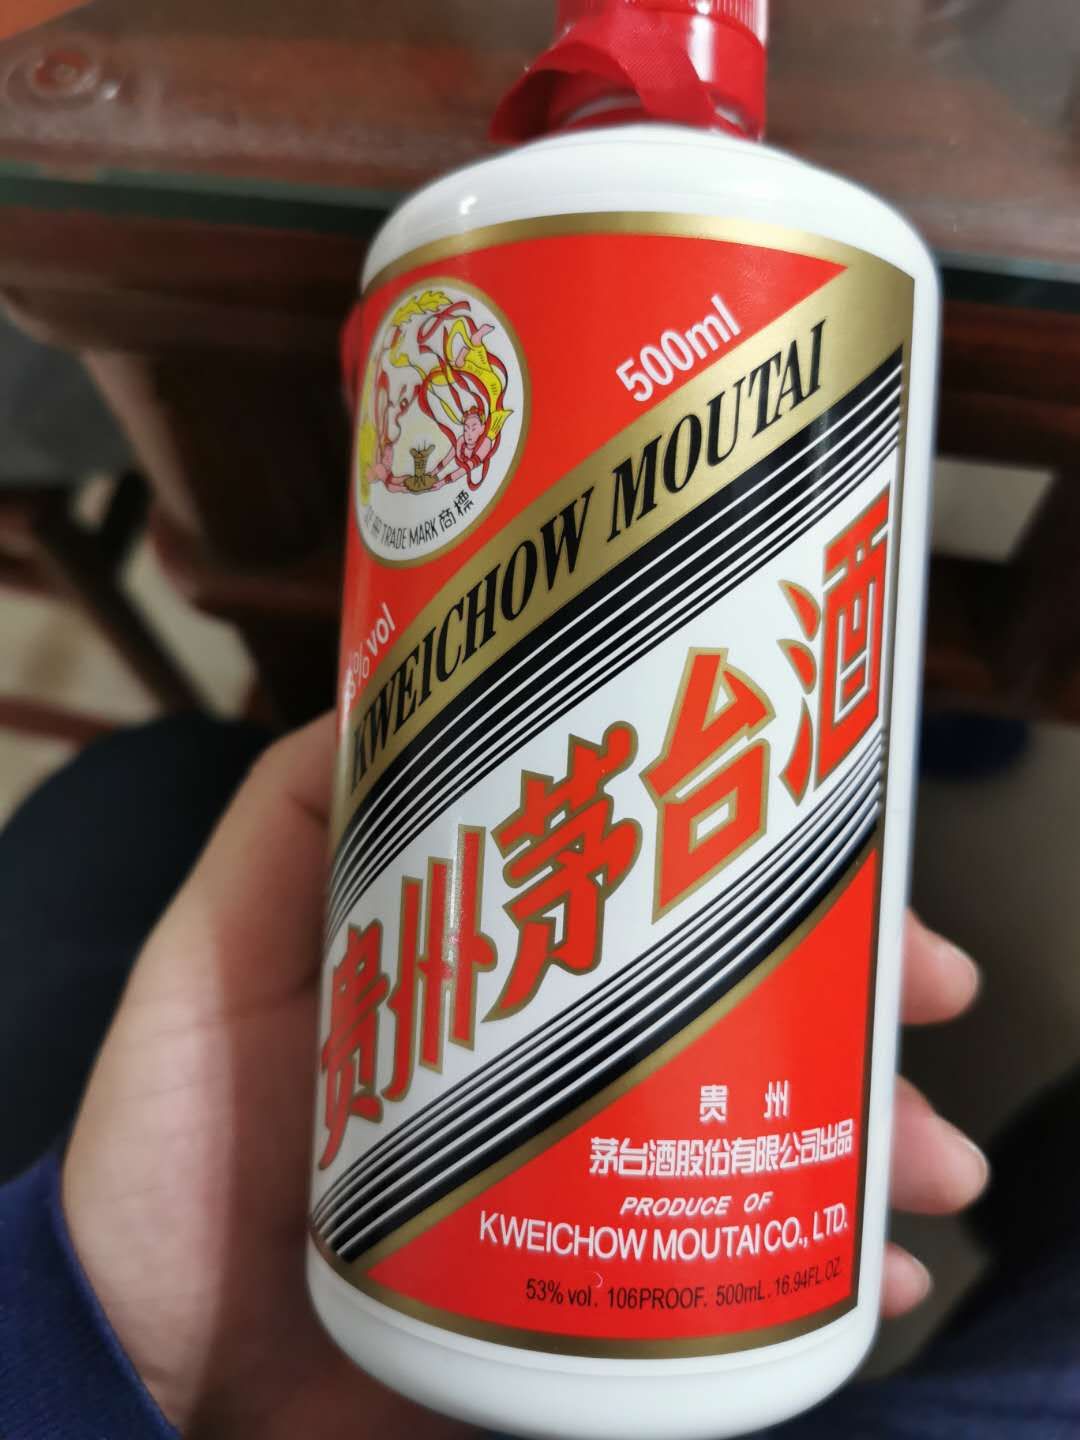 500ml
TRADE MARK 商標
KWEICHOW MOUTAI
贵州茅台酒
贵 州
茅台酒股份有限公司出品
PRODUCE OF
KWEICHOW MOUTAI CO., LTD.
53% vol. 106PROOF. 500mL. 16.94FL.OZ.